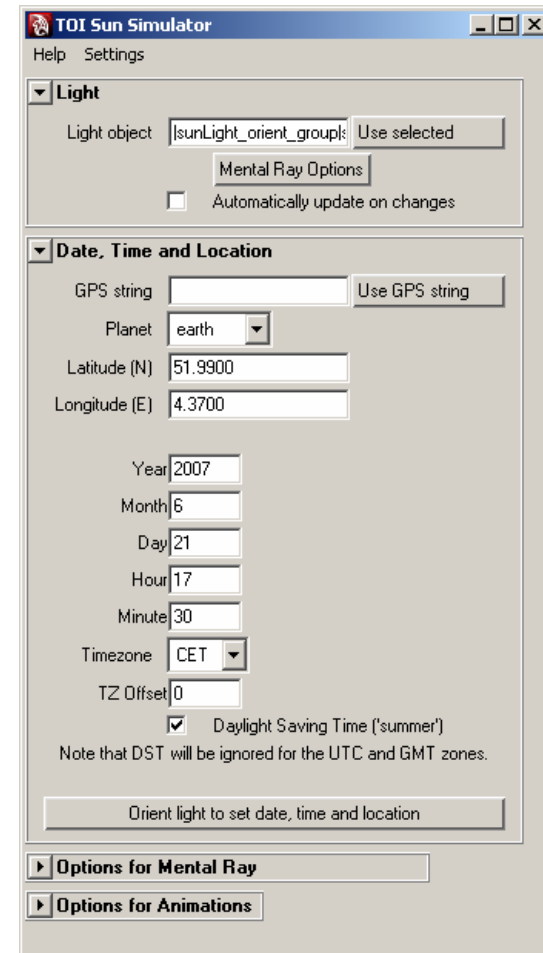 TOI Sun Simulator
Help Settings
Light
Light object |sunLight_orient_group|s Use selected
Mental Ray Options
Automatically update on changes
Date, Time and Location
GPS string Use GPS string
Planet earth
Latitude (N) 51.9900
Longitude (E) 4.3700
Year 2007
Month 6
Day 21
Hour 17
Minute 30
Timezone CET
TZ Offset 0
Daylight Saving Time ('summer')
Note that DST will be ignored for the UTC and GMT zones.
Orient light to set date, time and location
Options for Mental Ray
Options for Animations